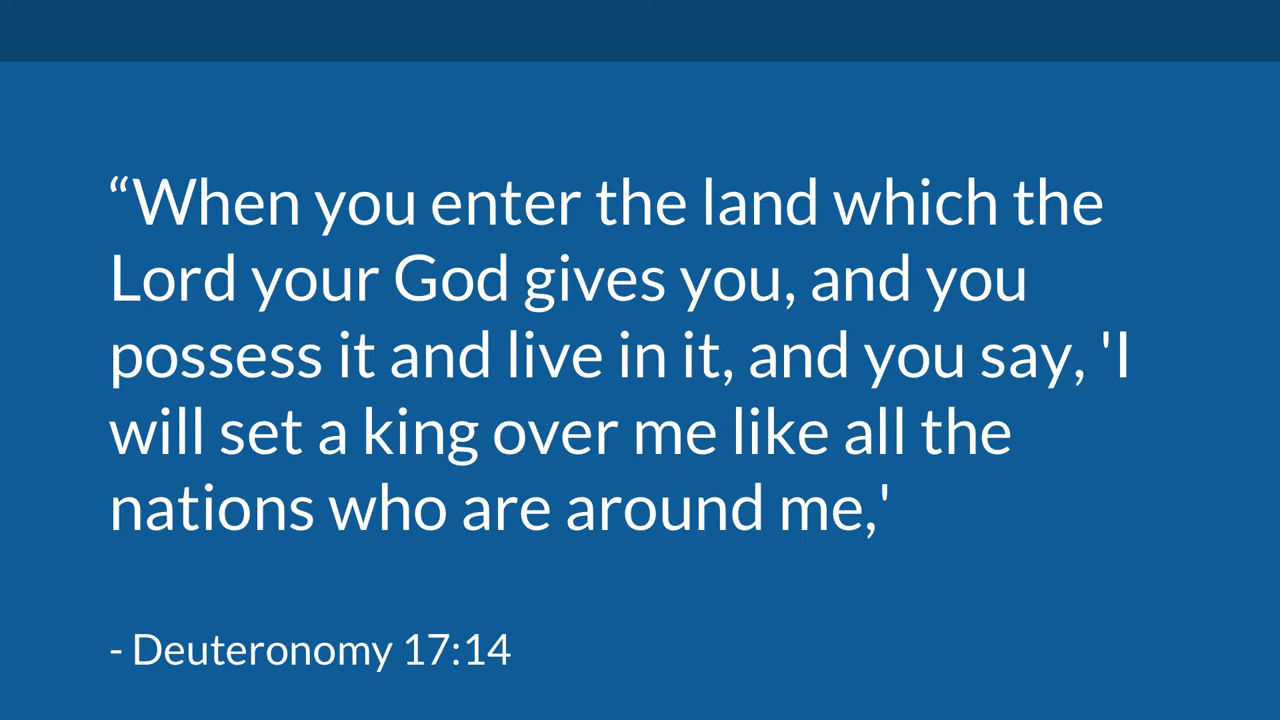 “When you enter the land which the
Lord your God gives you, and you
possess it and live in it, and you say, 'I
will set a king over me like all the
nations who are around me,'
- Deuteronomy 17:14